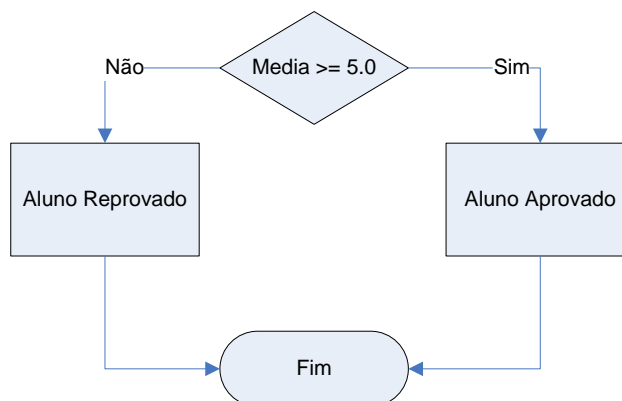 Media >= 5.0
Não
Sim
Aluno Reprovado
Aluno Aprovado
Fim